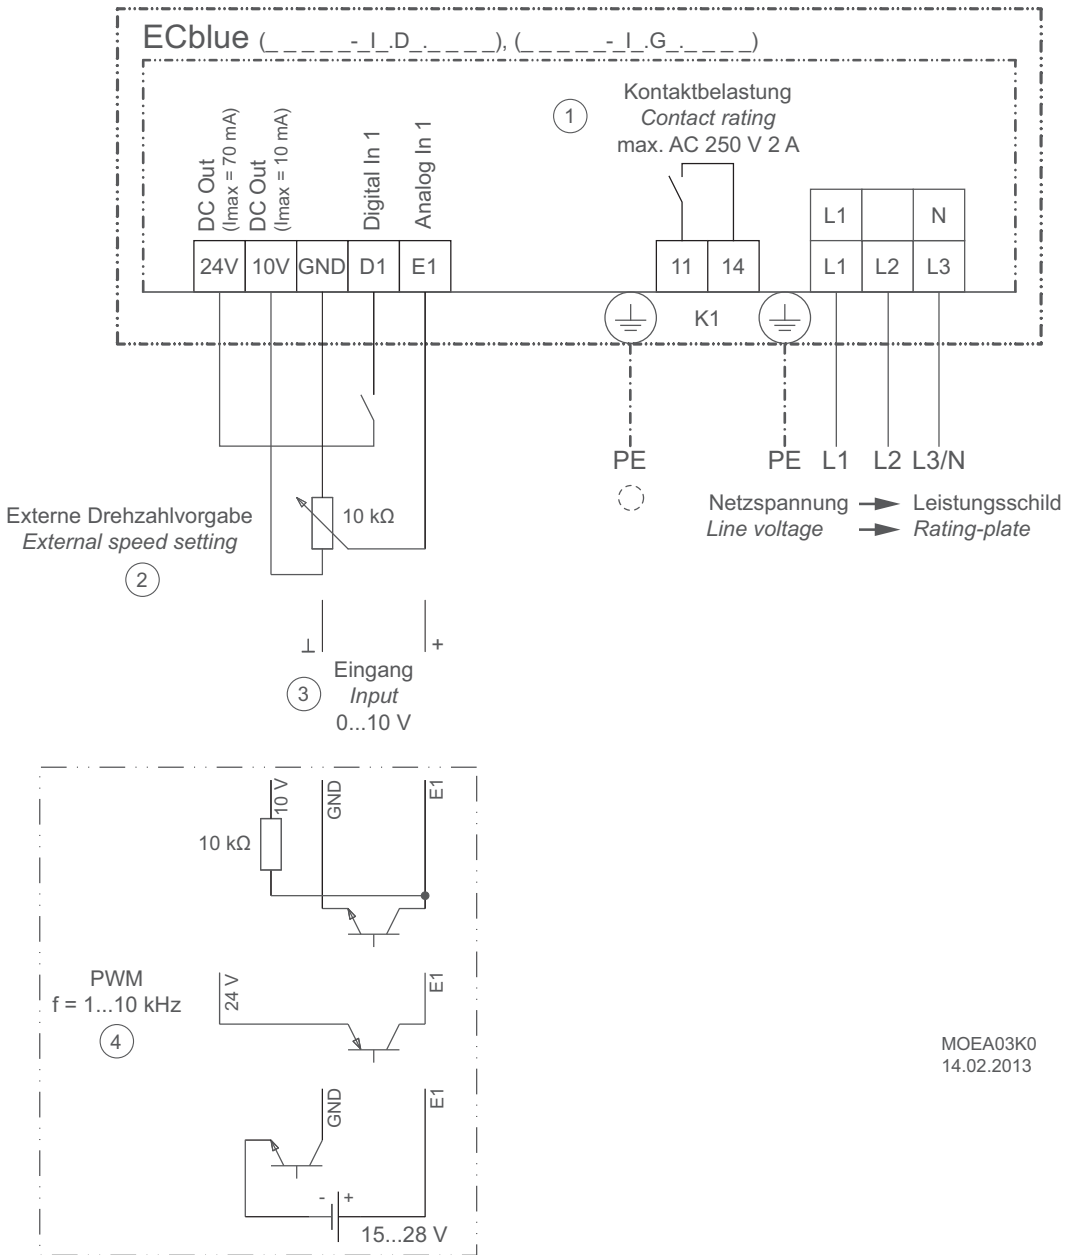 ECblue (_ _ _ _ _-_I_.D_._ _ _ _), (_ _ _ _ _-_I_.G_._ _ _ _)
1
Kontaktbelastung
Contact rating
max. AC 250 V 2 A
DC Out
(Imax = 70 mA)
DC Out
(Imax = 10 mA)
Digital In 1
Analog In 1
L1 N
24V 10V GND D1 E1 11 14 L1 L2 L3
K1
PE PE L1 L2 L3/N
Netzspannung Leistungsschild
Line voltage Rating-plate
Externe Drehzahlvorgabe
External speed setting
2
10 kΩ
⊥ +
3
Eingang
Input
0...10 V
10 V GND E1
10 kΩ
PWM
f = 1...10 kHz
4
24 V E1
GND E1
- +
15...28 V
MOEA03K0
14.02.2013